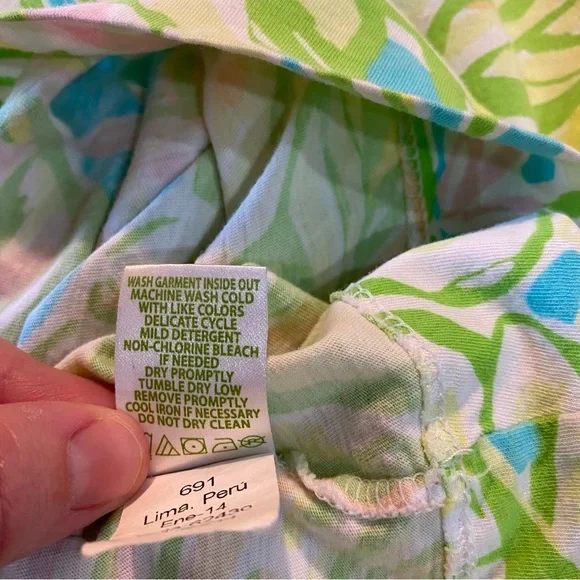 WASH GARMENT INSIDE OUT
MACHINE WASH COLD
WITH LIKE COLORS
DELICATE CYCLE
MILD DETERGENT
NON-CHLORINE BLEACH
IF NEEDED
DRY PROMPTLY
TUMBLE DRY LOW
REMOVE PROMPTLY
COOL IRON IF NECESSARY
DO NOT DRY CLEAN
691
Lima, Perú
Ene-14